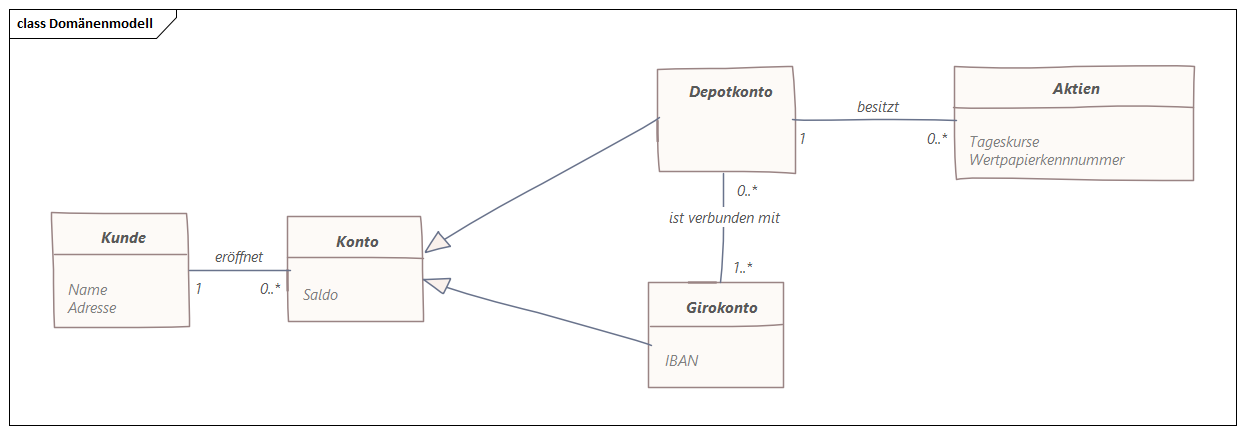 class Domänenmodell
Depotkonto
Aktien
besitzt
1
0..*
Tageskurse
Wertpapierkennnummer
0..*
ist verbunden mit
1..*
Kunde
Name
Adresse
eröffnet
1
0..*
Konto
Saldo
Girokonto
IBAN